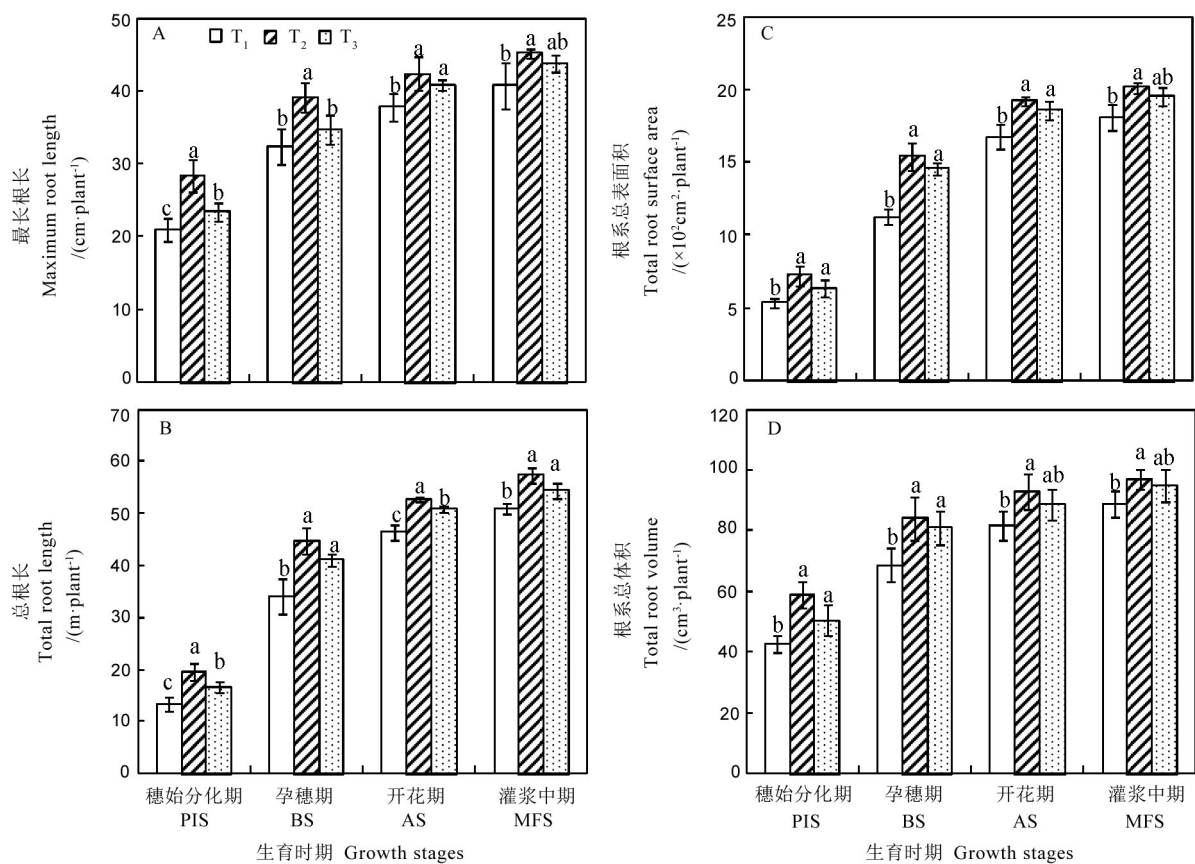 A
T1 T2 T3
最长根长
Maximum root length
/(cm·plant-1)
50
40
30
20
10
0
c a b
b a b
b a a
b a ab
C
根系总表面积
Total root surface area
/(×10²cm²·plant-1)
25
20
15
10
5
0
b a a
b a a
b a a
b a ab
B
总根长
Total root length
/(m·plant-1)
70
60
50
40
30
20
10
0
c a b
b a a
c a b
b a a
穗始分化期 孕穗期 开花期 灌浆中期
PIS BS AS MFS
生育时期 Growth stages
D
根系总体积
Total root volume
/(cm³·plant-1)
120
100
80
60
40
20
0
b a a
b a a
b a ab
b a ab
穗始分化期 孕穗期 开花期 灌浆中期
PIS BS AS MFS
生育时期 Growth stages